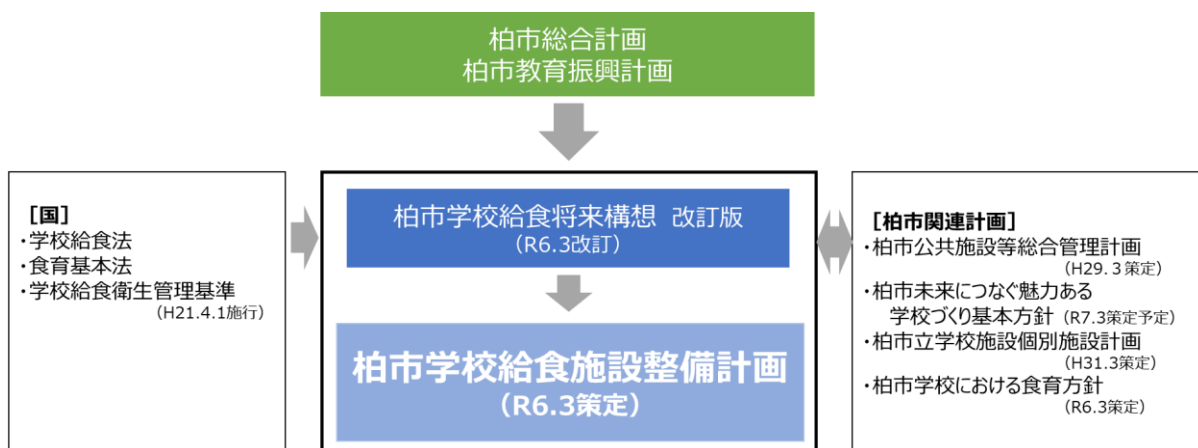 柏市総合計画
柏市教育振興計画
[国]
・学校給食法
・食育基本法
・学校給食衛生管理基準
(H21.4.1施行)
柏市学校給食将来構想 改訂版
(R6.3改訂)
柏市学校給食施設整備計画
(R6.3策定)
[柏市関連計画]
・柏市公共施設等総合管理計画
(H29.3策定)
・柏市未来につなぐ魅力ある
学校づくり基本方針 (R7.3策定予定)
・柏市立学校施設個別施設計画
(H31.3策定)
・柏市学校における食育方針
(R6.3策定)